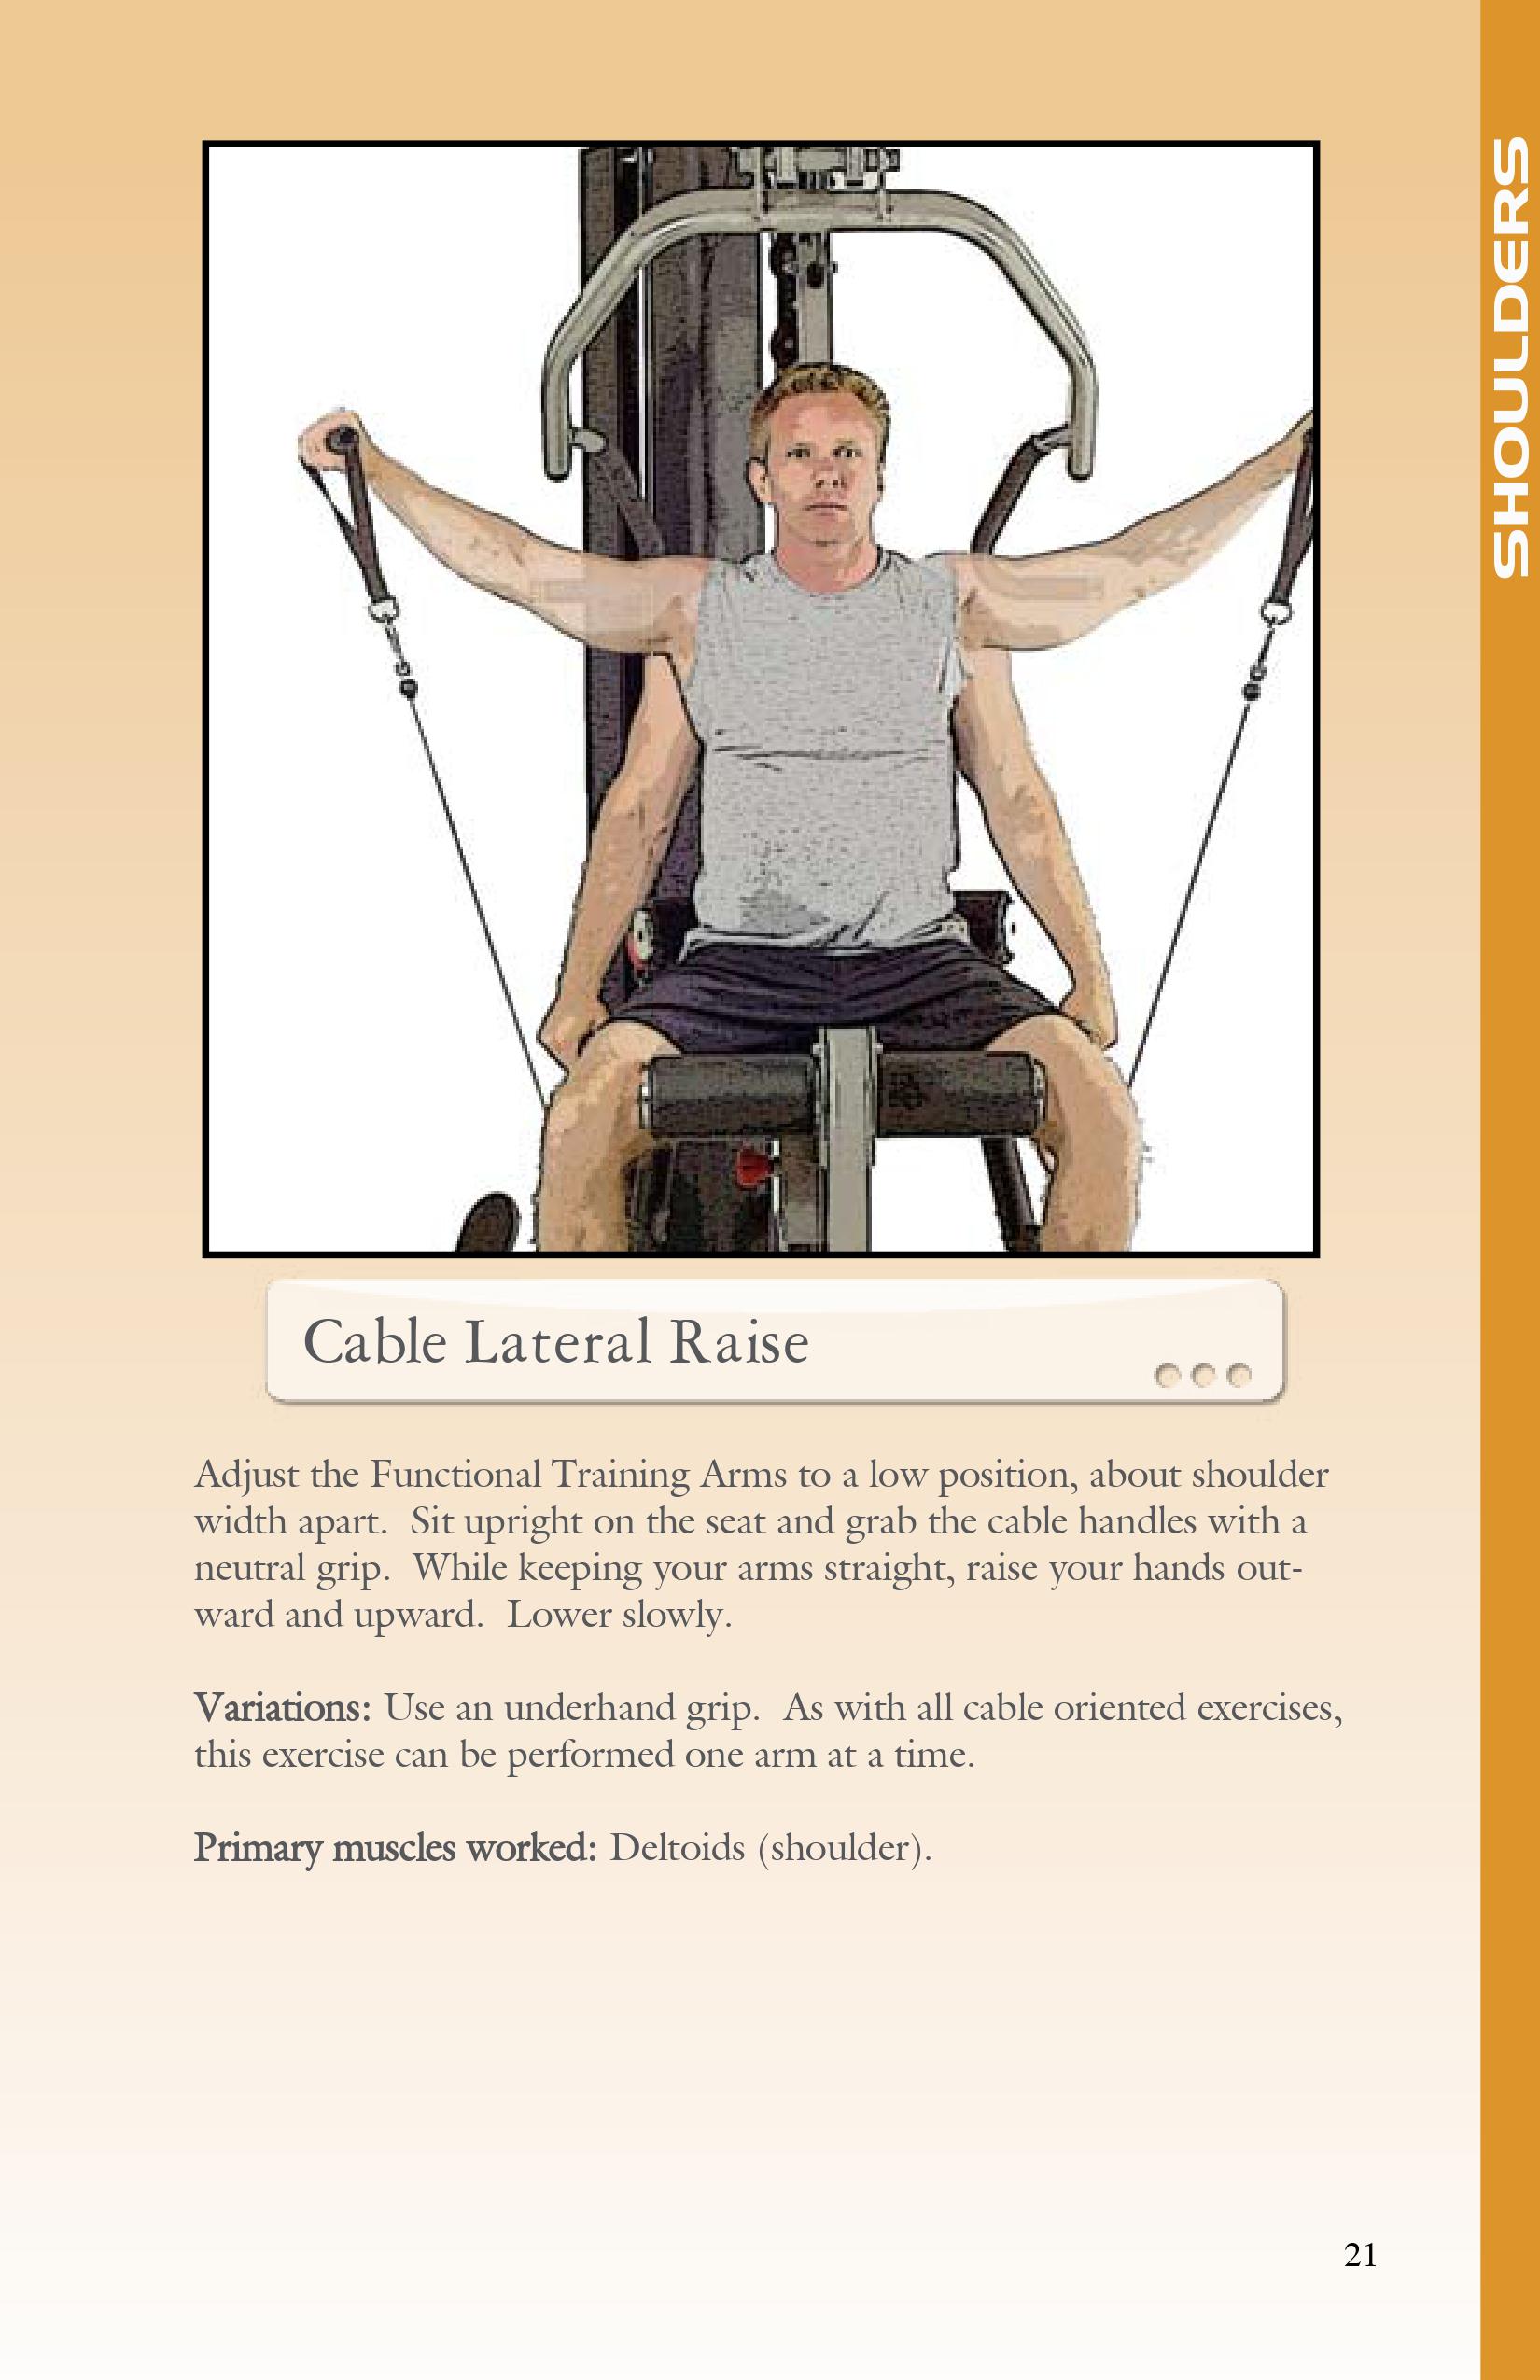 SHOULDERS
Cable Lateral Raise
Adjust the Functional Training Arms to a low position, about shoulder
width apart.  Sit upright on the seat and grab the cable handles with a
neutral grip.  While keeping your arms straight, raise your hands out-
ward and upward.  Lower slowly.
Variations: Use an underhand grip.  As with all cable oriented exercises,
this exercise can be performed one arm at a time.
Primary muscles worked: Deltoids (shoulder).
21